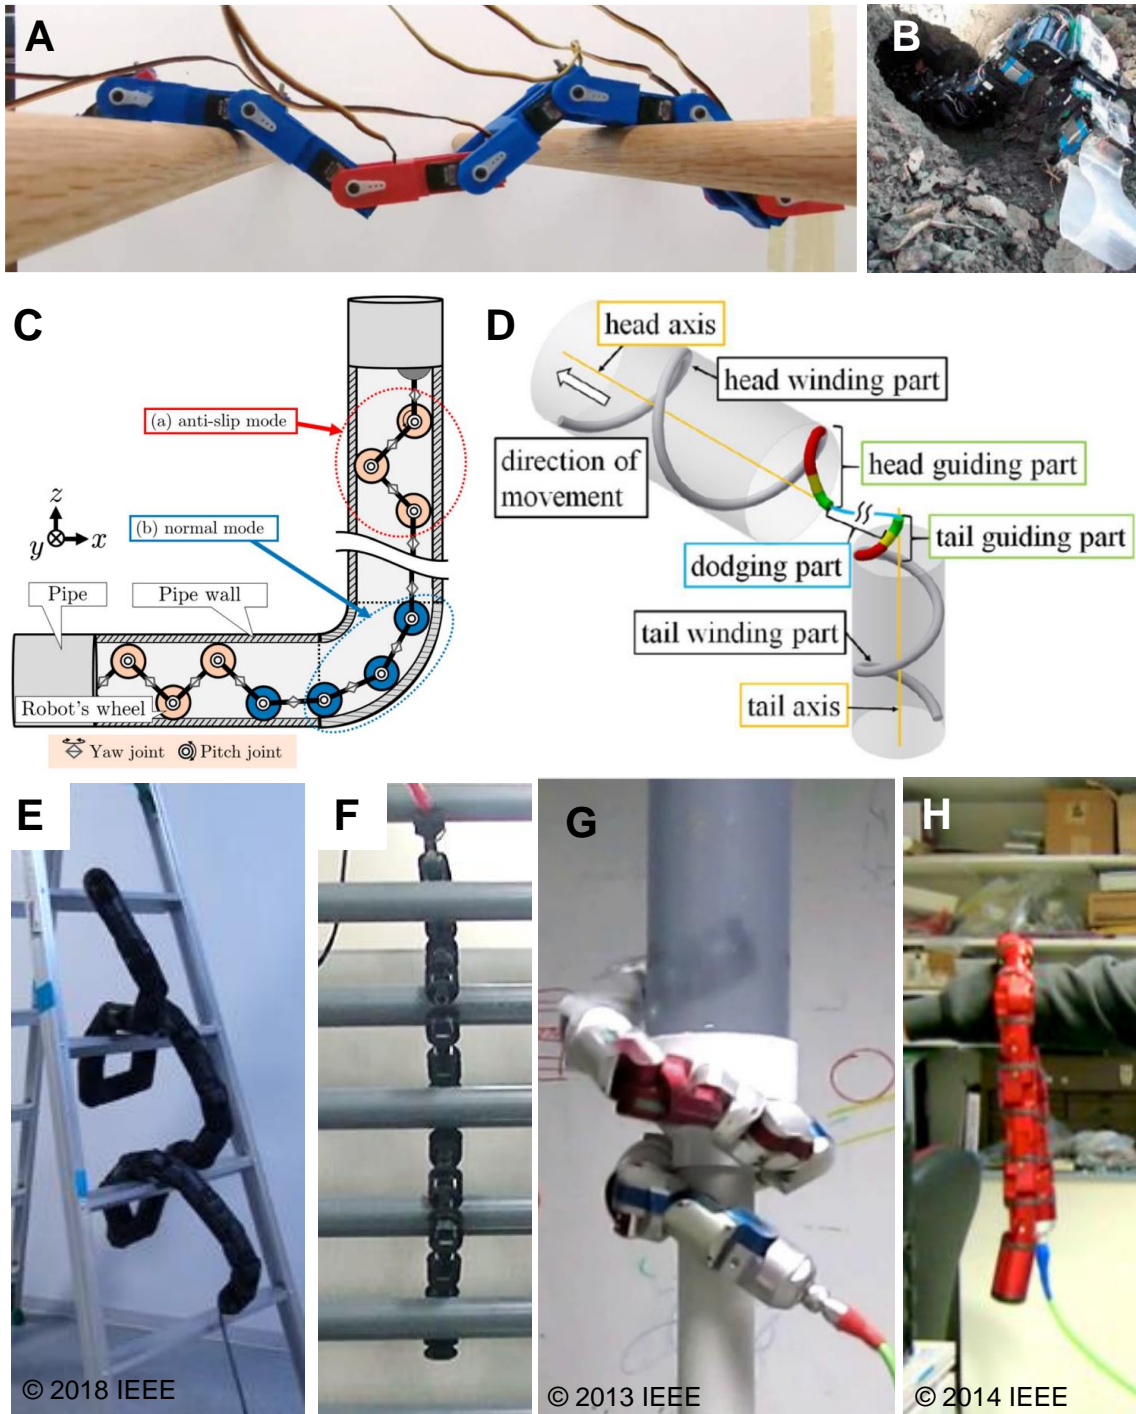 A
B
C
(a) anti-slip mode
(b) normal mode
z
y
x
Pipe
Pipe wall
Robot's wheel
Yaw joint
Pitch joint
D
head axis
head winding part
direction of
movement
head guiding part
tail guiding part
dodging part
tail winding part
tail axis
E
© 2018 IEEE
F
G
© 2013 IEEE
H
© 2014 IEEE